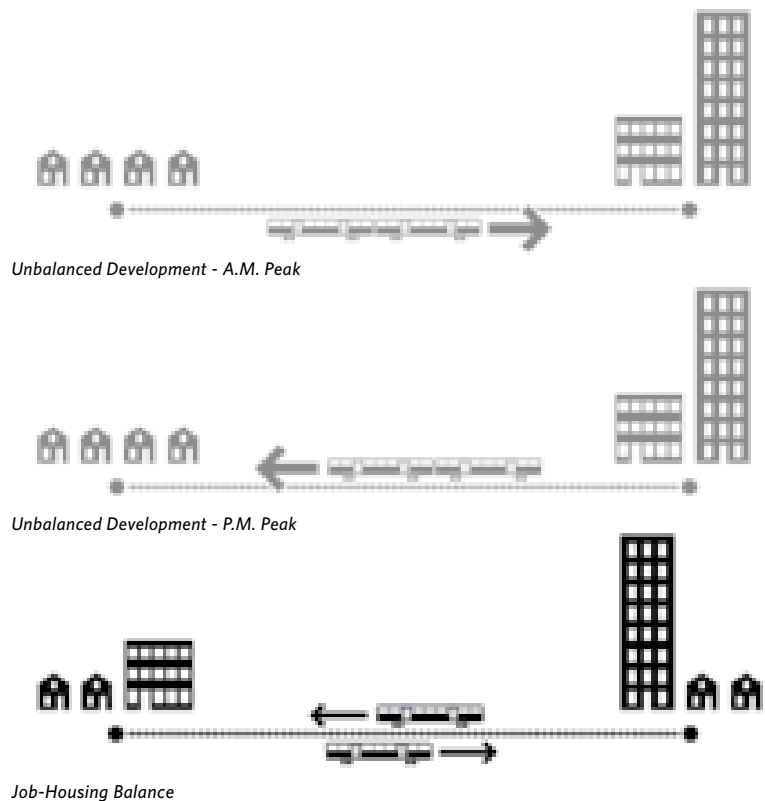 Unbalanced Development - A.M. Peak
Unbalanced Development - P.M. Peak
Job-Housing Balance